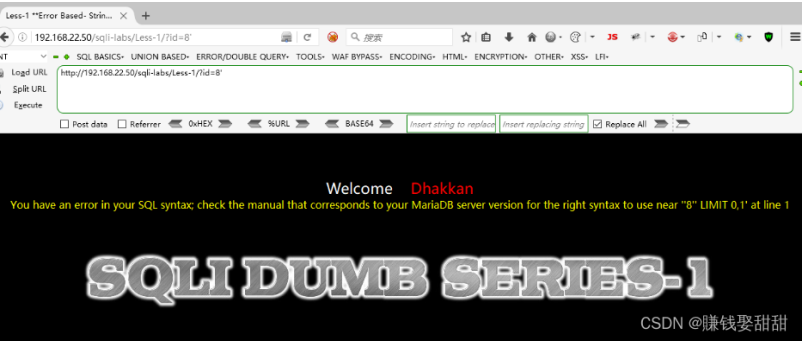 Less-1 **Error Based- Strin...
192.168.22.50/sqli-labs/Less-1/?id=8'
搜索
JS
NT
SQL BASICS UNION BASED ERROR/DOUBLE QUERY TOOLS WAF BYPASS ENCODING HTML ENCRYPTION OTHER XSS LFI
Load URL
http://192.168.22.50/sqli-labs/Less-1/?id=8'
Split URL
Execute
Post data Referrer 0xHEX %URL BASE64 Insert string to replace Insert replacing string Replace All
Welcome Dhakkan
You have an error in your SQL syntax; check the manual that corresponds to your MariaDB server version for the right syntax to use near ''8'' LIMIT 0,1' at line 1
SQLI DUMB SERIES-1
CSDN @赚钱娶甜甜